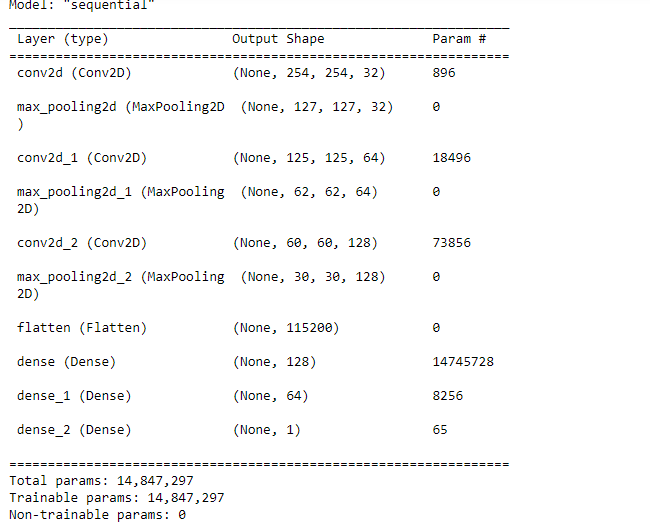 Model: "sequential"
_________________________________________________________________
Layer (type) Output Shape Param #
=================================================================
conv2d (Conv2D) (None, 254, 254, 32) 896
max_pooling2d (MaxPooling2D (None, 127, 127, 32) 0
)
conv2d_1 (Conv2D) (None, 125, 125, 64) 18496
max_pooling2d_1 (MaxPooling (None, 62, 62, 64) 0
2D)
conv2d_2 (Conv2D) (None, 60, 60, 128) 73856
max_pooling2d_2 (MaxPooling (None, 30, 30, 128) 0
2D)
flatten (Flatten) (None, 115200) 0
dense (Dense) (None, 128) 14745728
dense_1 (Dense) (None, 64) 8256
dense_2 (Dense) (None, 1) 65
=================================================================
Total params: 14,847,297
Trainable params: 14,847,297
Non-trainable params: 0